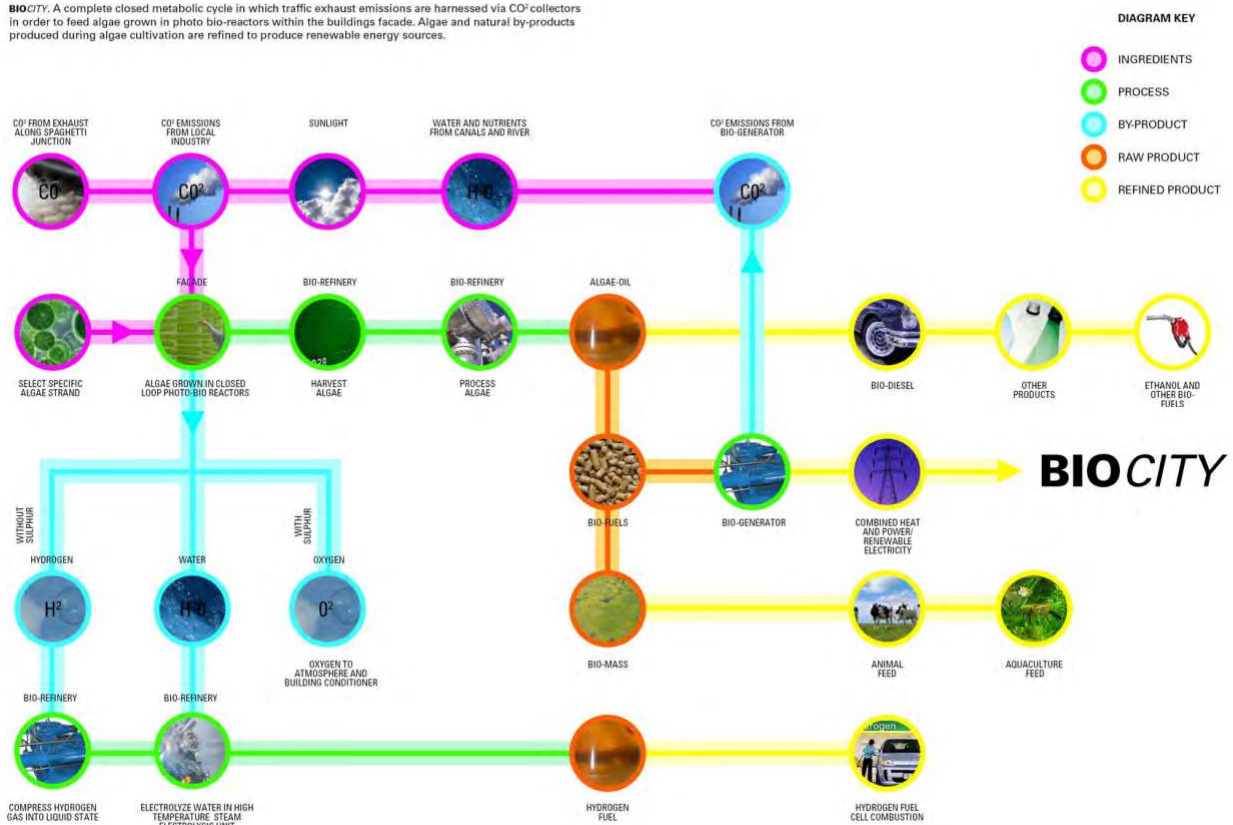 BIOCITY. A complete closed metabolic cycle in which traffic exhaust emissions are harnessed via CO² collectors
in order to feed algae grown in photo bio-reactors within the buildings facade. Algae and natural by-products
produced during algae cultivation are refined to produce renewable energy sources.
DIAGRAM KEY
INGREDIENTS
PROCESS
BY-PRODUCT
RAW PRODUCT
REFINED PRODUCT
CO² FROM EXHAUST
ALONG SPAGHETTI
JUNCTION
CO² EMISSIONS
FROM LOCAL
INDUSTRY
SUNLIGHT
WATER AND NUTRIENTS
FROM CANALS AND RIVER
CO² EMISSIONS FROM
BIO-GENERATOR
CO
CO²
H²0
CO²
FACADE
BIO-REFINERY
BIO-REFINERY
ALGAE-OIL
SELECT SPECIFIC
ALGAE STRAND
ALGAE GROWN IN CLOSED
LOOP PHOTO-BIO REACTORS
HARVEST
ALGAE
PROCESS
ALGAE
BIO-DIESEL
OTHER
PRODUCTS
ETHANOL AND
OTHER BIO-
FUELS
BIOCITY
BIO-FUELS
BIO-GENERATOR
COMBINED HEAT
AND POWER/
RENEWABLE
ELECTRICITY
WITHOUT
SULPHUR
WITH
SULPHUR
HYDROGEN
WATER
OXYGEN
H²
H²0
O²
OXYGEN TO
ATMOSPHERE AND
BUILDING CONDITIONER
BIO-MASS
ANIMAL
FEED
AQUACULTURE
FEED
BIO-REFINERY
BIO-REFINERY
rogen
COMPRESS HYDROGEN
GAS INTO LIQUID STATE
ELECTROLYZE WATER IN HIGH
TEMPERATURE STEAM
ELECTROLYSIS UNIT
HYDROGEN
FUEL
HYDROGEN FUEL
CELL COMBUSTION